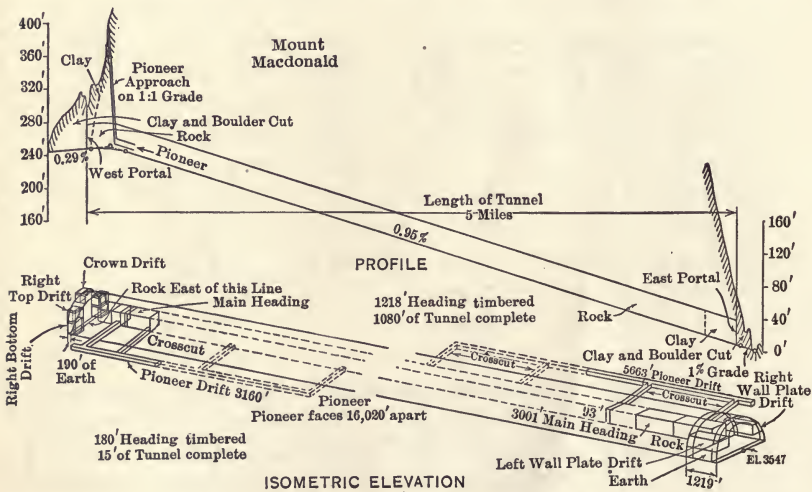 400'
360'
320'
280'
240'
200'
160'
Clay
Pioneer
Approach
on 1:1 Grade
Mount
Macdonald
Clay and Boulder Cut
Rock
Pioneer
0.29%
West Portal
Length of Tunnel
5 Miles
0.95%
PROFILE
160'
120'
80'
40'
0'
East Portal
Rock
Clay
Clay and Boulder Cut
1% Grade
Crown Drift
Right
Top Drift
Rock East of this Line
Main Heading
1218' Heading timbered
1080' of Tunnel complete
Right Bottom
Drift
190' of
Earth
Crosscut
Pioneer Drift 3160'
Pioneer
Pioneer faces 16,020' apart
Crosscut
5663' Pioneer Drift
Crosscut
Right
Wall Plate
Drift
93'
3001' Main Heading
Rock
180' Heading timbered
15' of Tunnel complete
Left Wall Plate Drift
Earth
EL.3547
1219'
ISOMETRIC ELEVATION